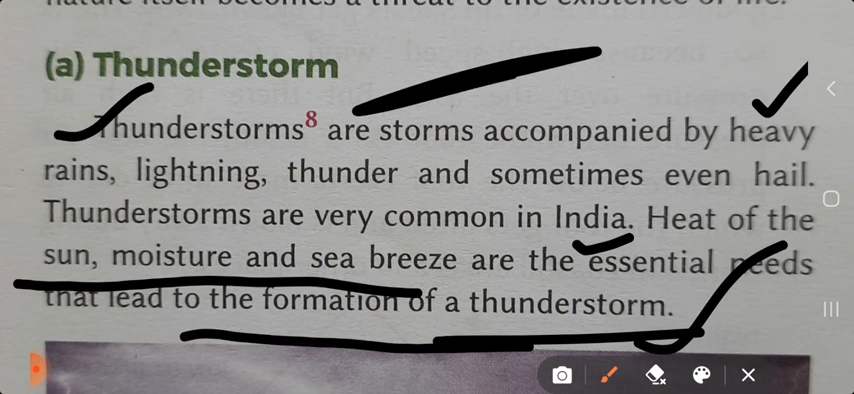 (a) Thunderstorm
Thunderstorms⁸ are storms accompanied by heavy
rains, lightning, thunder and sometimes even hail.
Thunderstorms are very common in India. Heat of the
sun, moisture and sea breeze are the essential needs
that lead to the formation of a thunderstorm.